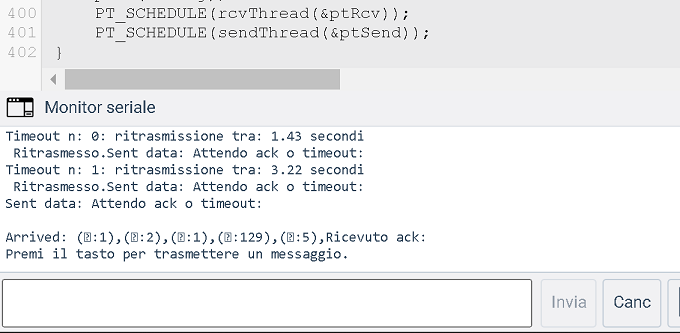 400 PT_SCHEDULE(rcvThread(&ptRcv));
401 PT_SCHEDULE(sendThread(&ptSend));
402 }
Monitor seriale
Timeout n: 0: ritrasmissione tra: 1.43 secondi
Ritrasmesso.Sent data: Attendo ack o timeout:
Timeout n: 1: ritrasmissione tra: 3.22 secondi
Ritrasmesso.Sent data: Attendo ack o timeout:
Sent data: Attendo ack o timeout:
Arrived: (:1),(:2),(:1),(:129),(:5),Ricevuto ack:
Premi il tasto per trasmettere un messaggio.
Invia
Canc